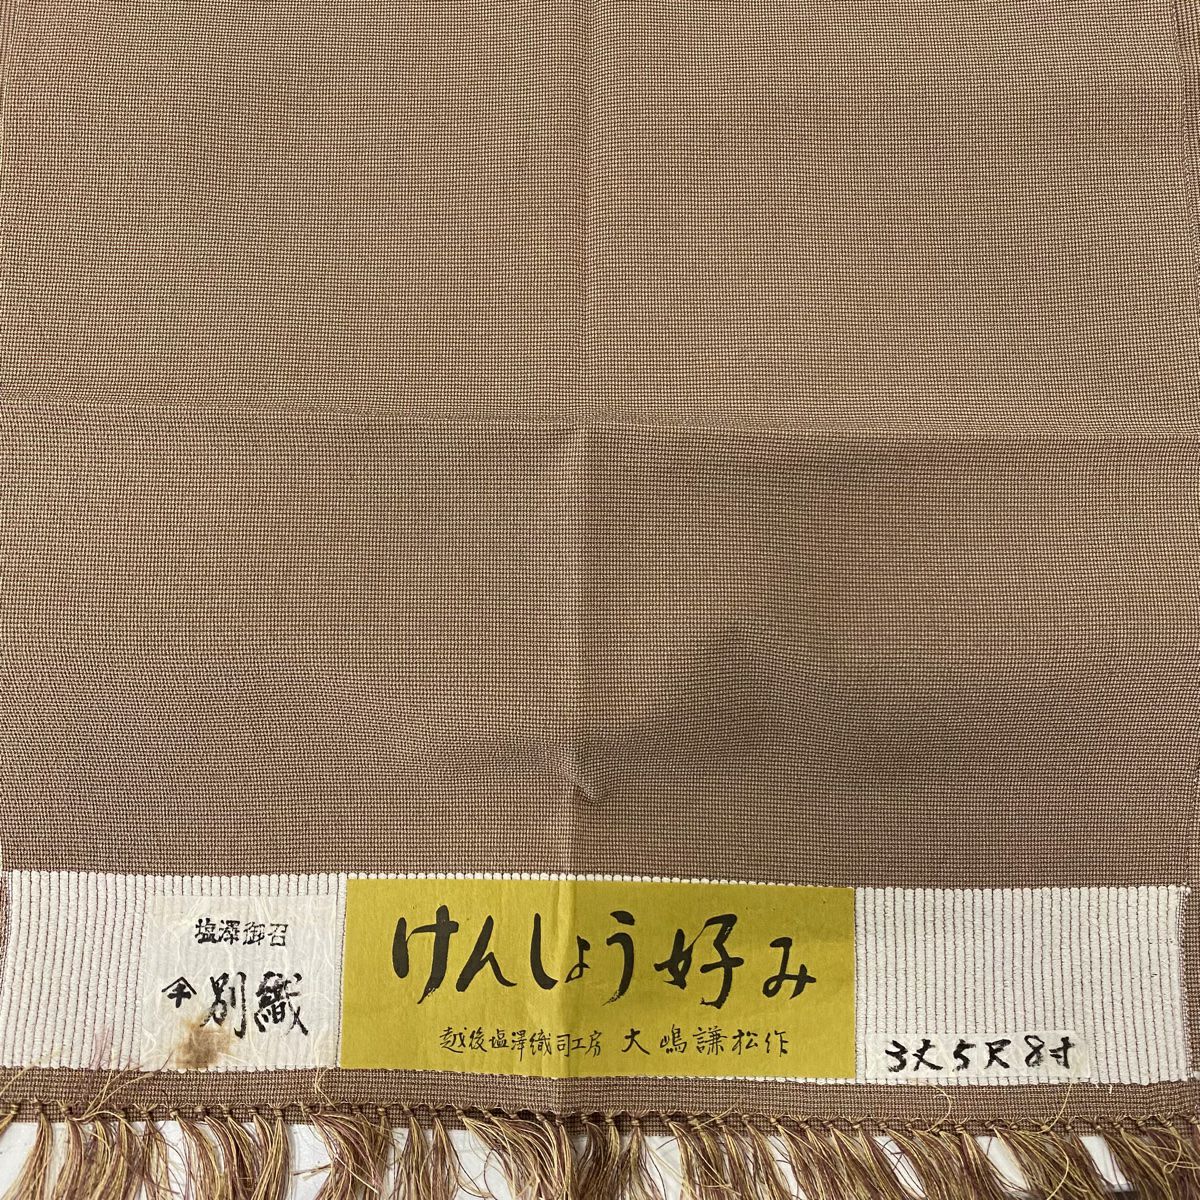 塩澤御召
別織
けんしょう好み
越後塩澤織司工房 大嶋謙松作
3丈5尺8寸